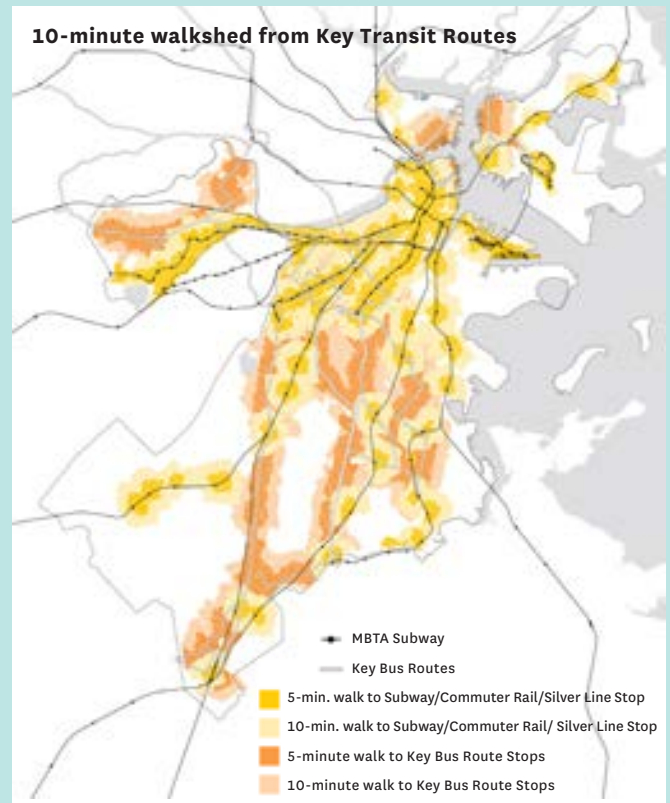 10-minute walkshed from Key Transit Routes
MBTA Subway
Key Bus Routes
5-min. walk to Subway/Commuter Rail/Silver Line Stop
10-min. walk to Subway/Commuter Rail/ Silver Line Stop
5-minute walk to Key Bus Route Stops
10-minute walk to Key Bus Route Stops